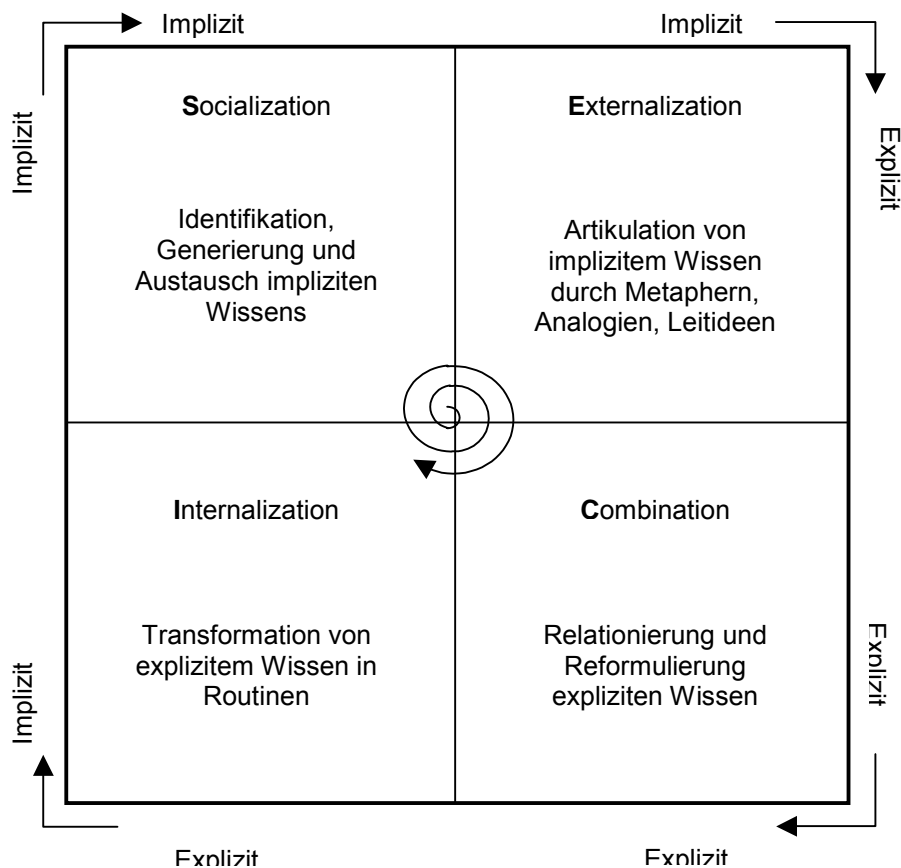 Implizit
Implizit
Implizit
Explizit
Socialization
Identifikation,
Generierung und
Austausch impliziten
Wissens
Externalization
Artikulation von
implizitem Wissen
durch Metaphern,
Analogien, Leitideen
Internalization
Transformation von
explizitem Wissen in
Routinen
Combination
Relationierung und
Reformulierung
expliziten Wissen
Implizit
Explizit
Explizit
Explizit